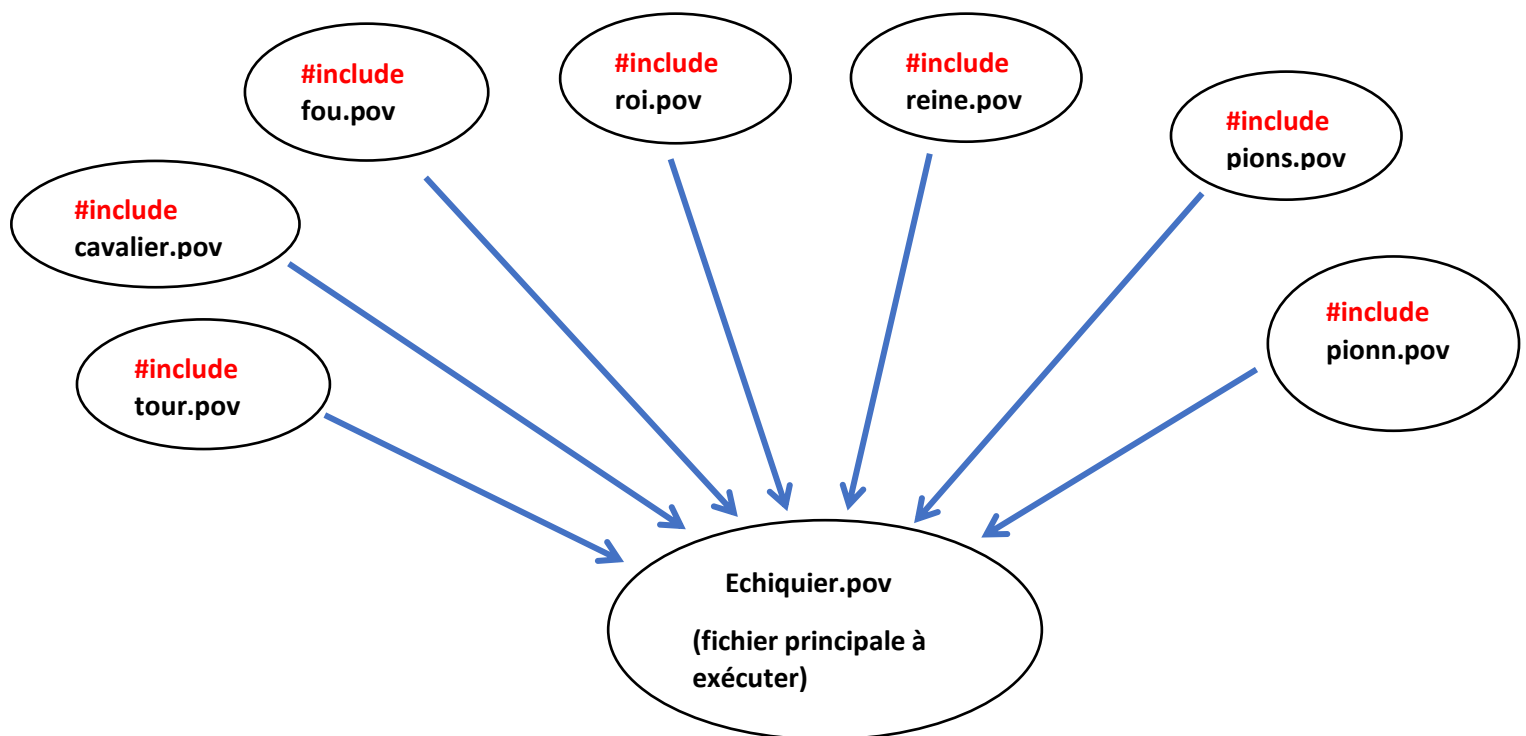 #include
fou.pov
#include
roi.pov
#include
reine.pov
#include
pions.pov
#include
cavalier.pov
#include
pionn.pov
#include
tour.pov
Echiquier.pov
(fichier principale à
exécuter)